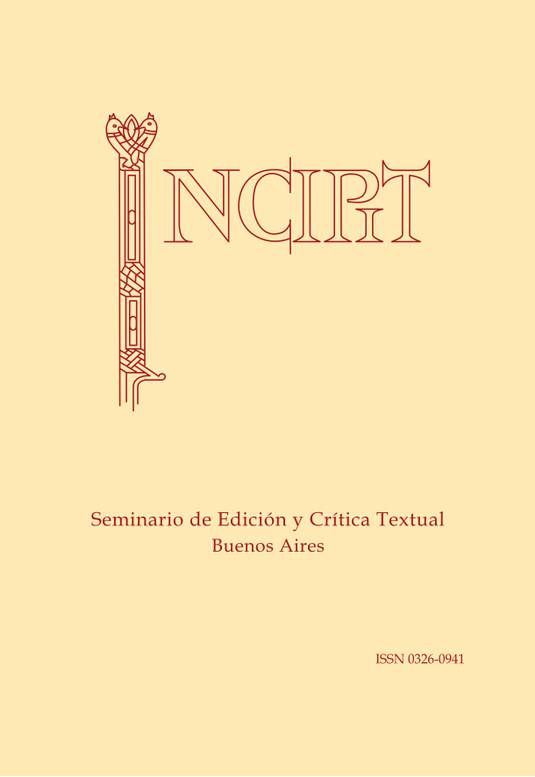 INCIPIT
Seminario de Edición y Crítica Textual
Buenos Aires
ISSN 0326-0941